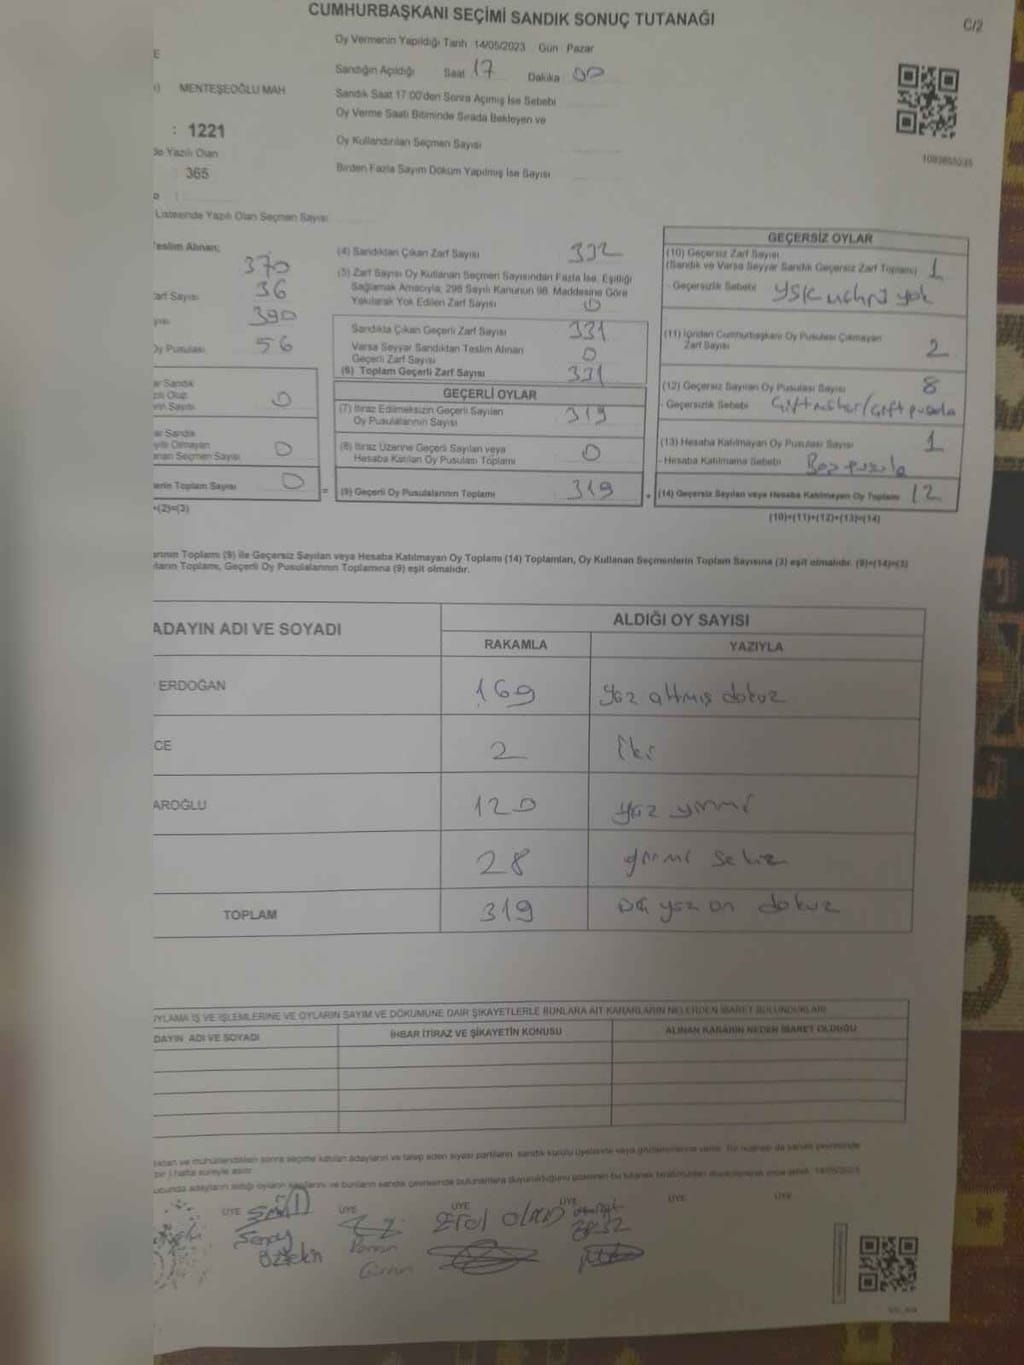 CUMHURBAŞKANI SEÇİMİ SANDIK SONUÇ TUTANAĞI
C/2
Oy Vermenin Yapıldığı Tarih 14/05/2023 Gün Pazar
Sandığın Açıldığı Saat 17 Dakika 00
Sandık Saat 17:00'den Sonra Açımış İse Sebebi
Oy Verme Saati Bitiminde Sırada Bekleyen ve
Oy Kullandırılan Seçmen Sayısı
Birden Fazla Sayım Döküm Yapılmış İse Sayısı
E
MENTEŞEOĞLU MAH
: 1221
de Yazılı Olan
365
Listesinde Yazılı Olan Seçmen Sayısı
Teslim Alınan;
370
Zarf Sayısı 36
390
Oy Pusulası 56
ar Sandık
zılı Olup
0
ar Sandık
zılı Olmayan
anan Seçmen Sayısı 0
erin Toplam Sayısı 0
+(2)=(3)
(4) Sandıktan Çıkan Zarf Sayısı 332
(5) Zarf Sayısı Oy Kullanan Seçmen Sayısından Fazla İse, Eşitliği
Sağlamak Amacıyla, 298 Sayılı Kanunun 98. Maddesine Göre
Yakılarak Yok Edilen Zarf Sayısı 0
Sandıkta Çıkan Geçerli Zarf Sayısı 331
Varsa Seyyar Sandıktan Teslim Alınan
Geçerli Zarf Sayısı 0
(6) Toplam Geçerli Zarf Sayısı 331
GEÇERLİ OYLAR
(7) İtiraz Edilmeksizin Geçerli Sayılan
Oy Pusulalarının Sayısı 319
(8) İtiraz Üzerine Geçerli Sayılan veya
Hesaba Katılan Oy Pusulası Toplamı 0
(9) Geçerli Oy Pusulalarının Toplamı 319
GEÇERSİZ OYLAR
(10) Geçersiz Zarf Sayısı
(Sandık ve Varsa Seyyar Sandık Geçersiz Zarf Toplamı) 1
- Geçersizlik Sebebi YSK mührü yok
(11) İçinden Cumhurbaşkanı Oy Pusulası Çıkmayan
Zarf Sayısı 2
(12) Geçersiz Sayılan Oy Pusulası Sayısı 8
- Geçersizlik Sebebi Çift mühür/çift pusula
(13) Hesaba Katılmayan Oy Pusulası Sayısı 1
- Hesaba Katılmama Sebebi Boş pusula
(14) Geçersiz Sayılan veya Hesaba Katılmayan Oy Toplamı 12
(10)+(11)+(12)+(13)=(14)
arının Toplamı (9) ile Geçersiz Sayılan veya Hesaba Katılmayan Oy Toplamı (14) Toplamları, Oy Kullanan Seçmenlerin Toplam Sayısına (3) eşit olmalıdır. (9)+(14)=(3)
ların Toplamı, Geçerli Oy Pusulalarının Toplamına (9) eşit olmalıdır.
ADAYIN ADI VE SOYADI
ALDIĞI OY SAYISI
RAKAMLA YAZIYLA
ERDOĞAN 169 Yüz altmış dokuz
CE 2 İki
AROĞLU 120 Yüz yirmi
28 yirmi sekiz
TOPLAM 319 Üç yüz on dokuz
YLAMA İŞ VE İŞLEMLERİNE VE OYLARIN SAYIM VE DÖKÜMÜNE DAİR ŞİKAYETLERLE BUNLARA AİT KARARLARIN NELERDEN İBARET BULUNDUKLARI
DAYIN ADI VE SOYADI İHBAR İTİRAZ VE ŞİKAYETİN KONUSU ALINAN KARARIN NEDEN İBARET OLDUĞU
ÜYE ÜYE ÜYE ÜYE ÜYE ÜYE
Erol
Şenay
Öztekin